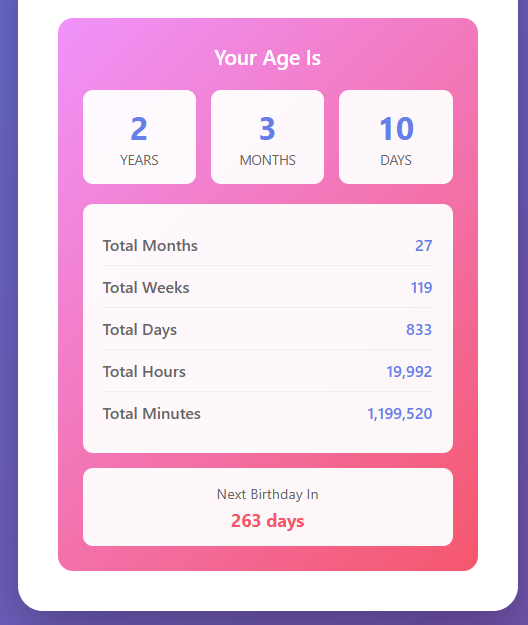 Your Age Is
2 3 10
YEARS MONTHS DAYS
Total Months 27
Total Weeks 119
Total Days 833
Total Hours 19,992
Total Minutes 1,199,520
Next Birthday In
263 days